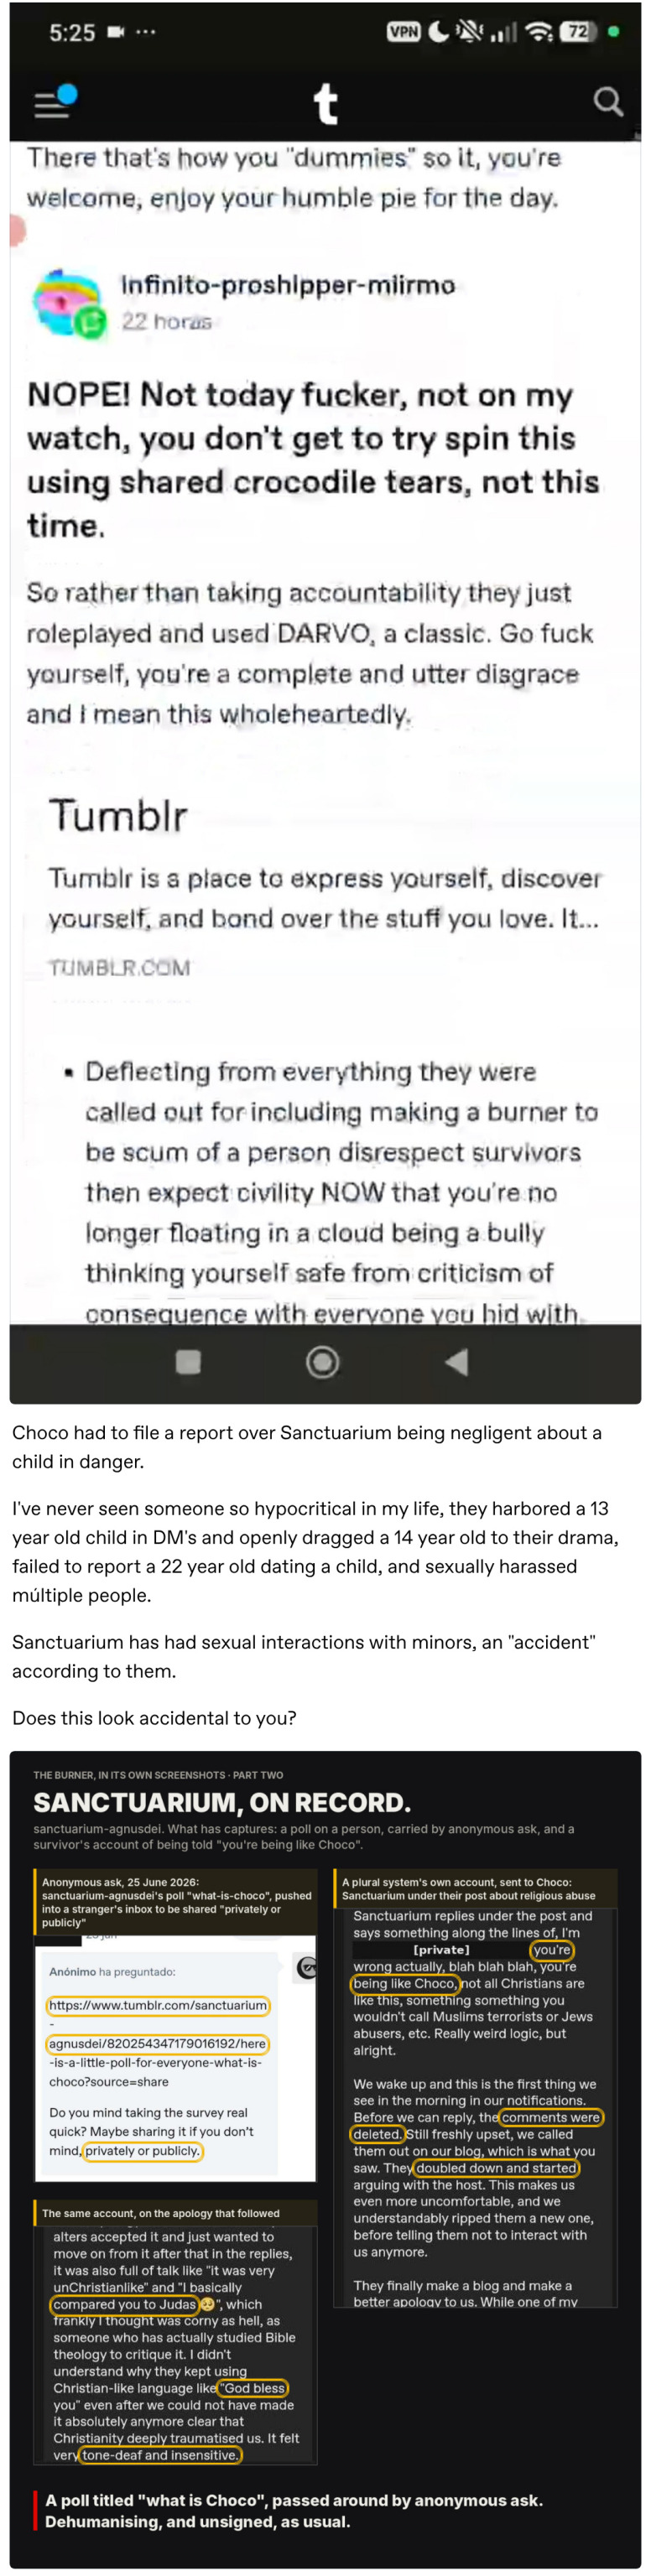 5:25
VPN
72
t
There that's how you "dummies" so it, you're
welcome, enjoy your humble pie for the day.
infinito-proshipper-miirmo
22 horas
NOPE! Not today fucker, not on my
watch, you don't get to try spin this
using shared crocodile tears, not this
time.
So rather than taking accountability they just
roleplayed and used DARVO, a classic. Go fuck
yourself, you're a complete and utter disgrace
and I mean this wholeheartedly.
Tumblr
Tumblr is a place to express yourself, discover
yourself, and bond over the stuff you love. It...
TUMBLR.COM
▪ Deflecting from everything they were
called out for including making a burner to
be scum of a person disrespect survivors
then expect civility NOW that you're no
longer floating in a cloud being a bully
thinking yourself safe from criticism of
consequence with everyone you hid with
Choco had to file a report over Sanctuarium being negligent about a
child in danger.
I've never seen someone so hypocritical in my life, they harbored a 13
year old child in DM's and openly dragged a 14 year old to their drama,
failed to report a 22 year old dating a child, and sexually harassed
múltiple people.
Sanctuarium has had sexual interactions with minors, an "accident"
according to them.
Does this look accidental to you?
THE BURNER, IN ITS OWN SCREENSHOTS · PART TWO
SANCTUARIUM, ON RECORD.
sanctuarium-agnusdei. What has captures: a poll on a person, carried by anonymous ask, and a
survivor's account of being told "you're being like Choco".
Anonymous ask, 25 June 2026:
sanctuarium-agnusdei's poll "what-is-choco", pushed
into a stranger's inbox to be shared "privately or
publicly"
Anónimo ha preguntado:
https://www.tumblr.com/sanctuarium
-
agnusdei/820254347179016192/here
-is-a-little-poll-for-everyone-what-is-
choco?source=share
Do you mind taking the survey real
quick? Maybe sharing it if you don't
mind, privately or publicly.
The same account, on the apology that followed
alters accepted it and just wanted to
move on from it after that in the replies,
it was also full of talk like "it was very
unChristianlike" and "I basically
compared you to Judas🥺", which
frankly I thought was corny as hell, as
someone who has actually studied Bible
theology to critique it. I didn't
understand why they kept using
Christian-like language like "God bless
you" even after we could not have made
it absolutely anymore clear that
Christianity deeply traumatised us. It felt
very tone-deaf and insensitive.
A plural system's own account, sent to Choco:
Sanctuarium under their post about religious abuse
Sanctuarium replies under the post and
says something along the lines of, I'm
[private] you're
wrong actually, blah blah blah, you're
being like Choco, not all Christians are
like this, something something you
wouldn't call Muslims terrorists or Jews
abusers, etc. Really weird logic, but
alright.
We wake up and this is the first thing we
see in the morning in our notifications.
Before we can reply, the comments were
deleted. Still freshly upset, we called
them out on our blog, which is what you
saw. They doubled down and started
arguing with the host. This makes us
even more uncomfortable, and we
understandably ripped them a new one,
before telling them not to interact with
us anymore.
They finally make a blog and make a
better apology to us. While one of my
A poll titled "what is Choco", passed around by anonymous ask.
Dehumanising, and unsigned, as usual.